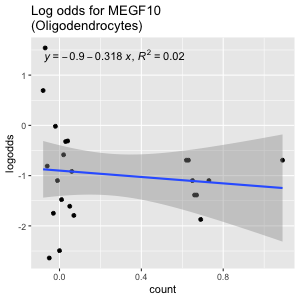 Log odds for MEGF10
(Oligodendrocytes)
y = −0.9 − 0.318 x, R² = 0.02
1
0
-1
-2
logodds
0.0 0.4 0.8
count